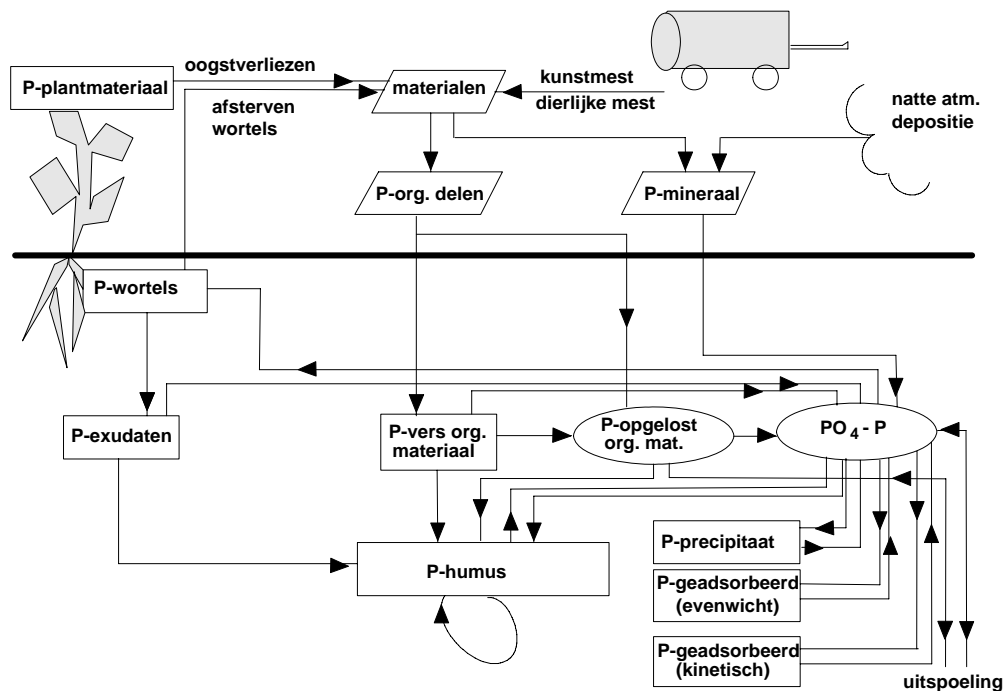 oogstverliezen
P-plantmateriaal
afsterven
wortels
materialen
kunstmest
dierlijke mest
natte atm.
depositie
P-org. delen
P-mineraal
P-wortels
P-exudaten
P-vers org.
materiaal
P-opgelost
org. mat.
PO4 - P
P-precipitaat
P-humus
P-geadsorbeerd
(evenwicht)
P-geadsorbeerd
(kinetisch)
uitspoeling